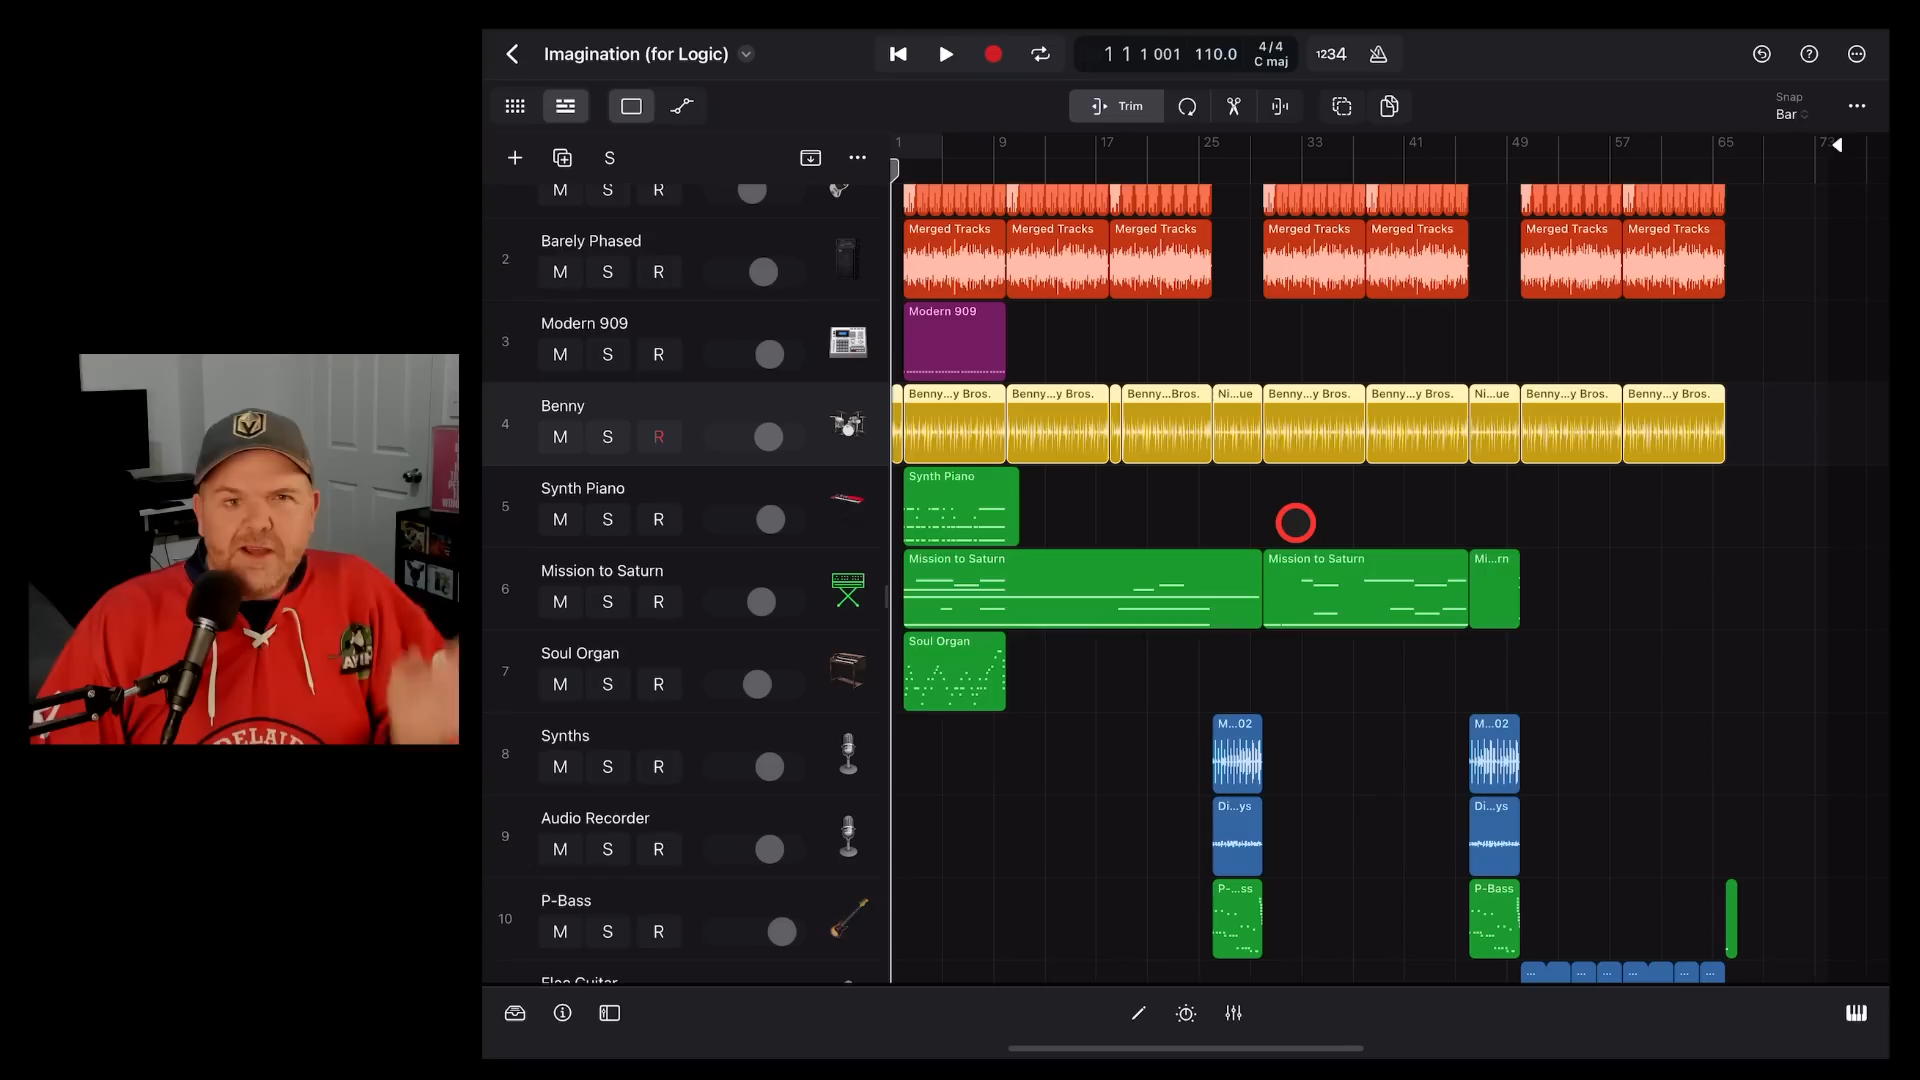 Imagination (for Logic)
1 1 1 001 110.0 4/4 C maj
1234
Trim
Snap
Bar
S
1 9 17 25 33 41 49 57 65 73
M S R
2
Barely Phased
M S R
Merged Tracks Merged Tracks Merged Tracks Merged Tracks Merged Tracks Merged Tracks Merged Tracks
3
Modern 909
M S R
Modern 909
4
Benny
M S R
Benny...y Bros. Benny...y Bros. Benny...Bros. Ni...ue Benny...y Bros. Benny...y Bros. Ni...ue Benny...y Bros. Benny...y Bros.
5
Synth Piano
M S R
Synth Piano
6
Mission to Saturn
M S R
Mission to Saturn Mission to Saturn Mi...rn
7
Soul Organ
M S R
Soul Organ
8
Synths
M S R
M...02 M...02
9
Audio Recorder
M S R
Di...ys Di...ys
10
P-Bass
M S R
P-...ss P-Bass
... ... ... ... ... ...